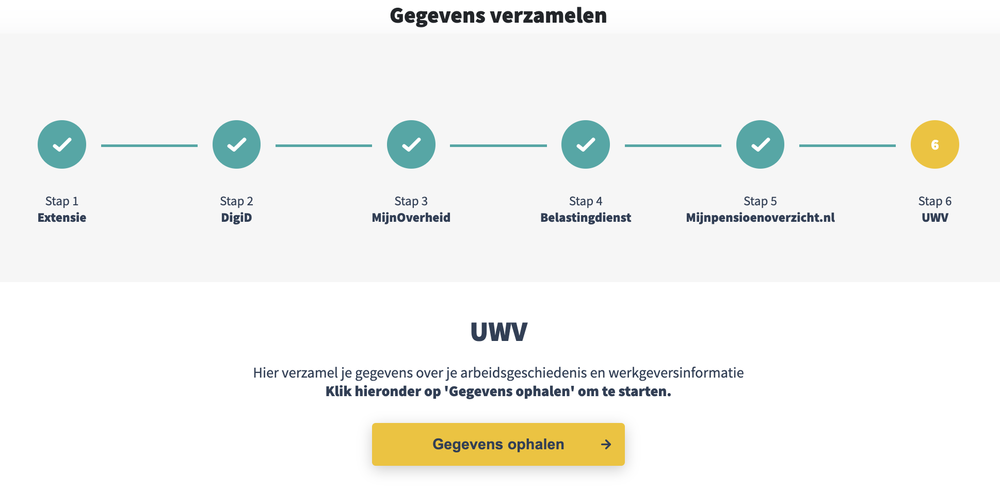 Gegevens verzamelen
6
Stap 1
Extensie
Stap 2
DigiD
Stap 3
MijnOverheid
Stap 4
Belastingdienst
Stap 5
Mijnpensioenoverzicht.nl
Stap 6
UWV
UWV
Hier verzamel je gegevens over je arbeidsgeschiedenis en werkgeversinformatie
Klik hieronder op 'Gegevens ophalen' om te starten.
Gegevens ophalen